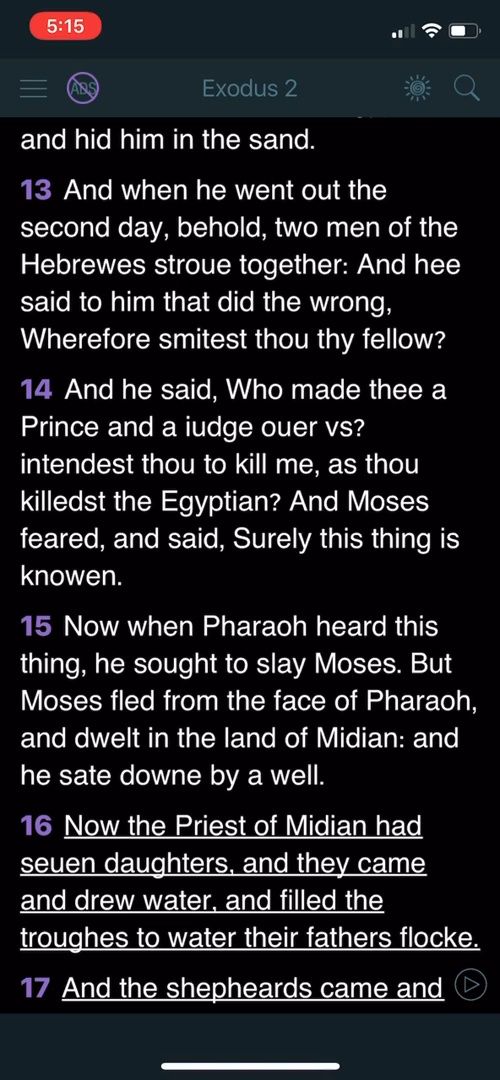 5:15
ADS
Exodus 2
and hid him in the sand.
13 And when he went out the
second day, behold, two men of the
Hebrewes stroue together: And hee
said to him that did the wrong,
Wherefore smitest thou thy fellow?
14 And he said, Who made thee a
Prince and a iudge ouer vs?
intendest thou to kill me, as thou
killedst the Egyptian? And Moses
feared, and said, Surely this thing is
knowen.
15 Now when Pharaoh heard this
thing, he sought to slay Moses. But
Moses fled from the face of Pharaoh,
and dwelt in the land of Midian: and
he sate downe by a well.
16 Now the Priest of Midian had
seuen daughters, and they came
and drew water, and filled the
troughes to water their fathers flocke.
17 And the shepheards came and